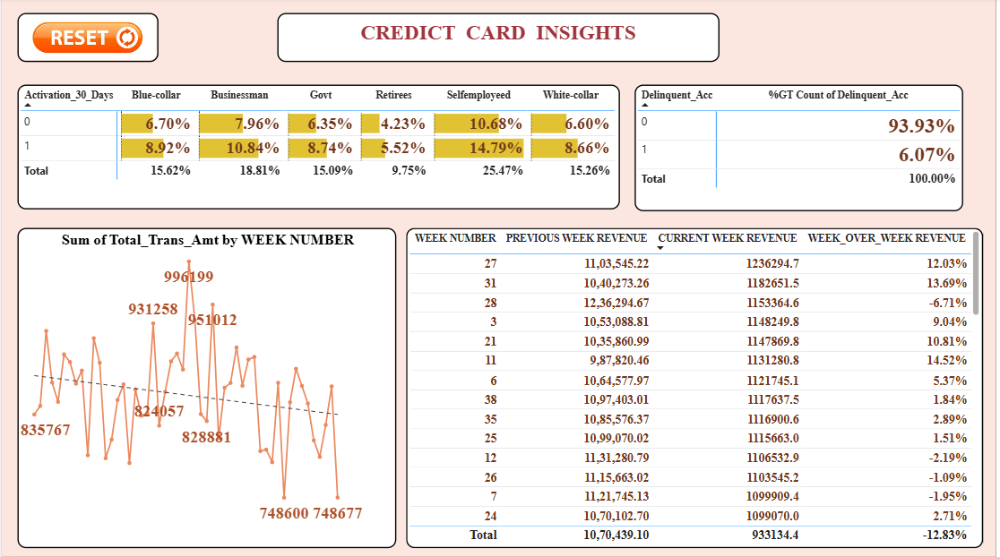 RESET
CREDICT CARD INSIGHTS
Activation_30_Days Blue-collar Businessman Govt Retirees Selfemployeed White-collar
0 6.70% 7.96% 6.35% 4.23% 10.68% 6.60%
1 8.92% 10.84% 8.74% 5.52% 14.79% 8.66%
Total 15.62% 18.81% 15.09% 9.75% 25.47% 15.26%
Delinquent_Acc %GT Count of Delinquent_Acc
0 93.93%
1 6.07%
Total 100.00%
Sum of Total_Trans_Amt by WEEK NUMBER
996199
931258
951012
824057
835767
828881
748600 748677
WEEK NUMBER PREVIOUS WEEK REVENUE CURRENT WEEK REVENUE WEEK_OVER_WEEK REVENUE
27 11,03,545.22 1236294.7 12.03%
31 10,40,273.26 1182651.5 13.69%
28 12,36,294.67 1153364.6 -6.71%
3 10,53,088.81 1148249.8 9.04%
21 10,35,860.99 1147869.8 10.81%
11 9,87,820.46 1131280.8 14.52%
6 10,64,577.97 1121745.1 5.37%
38 10,97,403.01 1117637.5 1.84%
35 10,85,576.37 1116900.6 2.89%
25 10,99,070.02 1115663.0 1.51%
12 11,31,280.79 1106532.9 -2.19%
26 11,15,663.02 1103545.2 -1.09%
7 11,21,745.13 1099909.4 -1.95%
24 10,70,102.70 1099070.0 2.71%
Total 10,70,439.10 933134.4 -12.83%